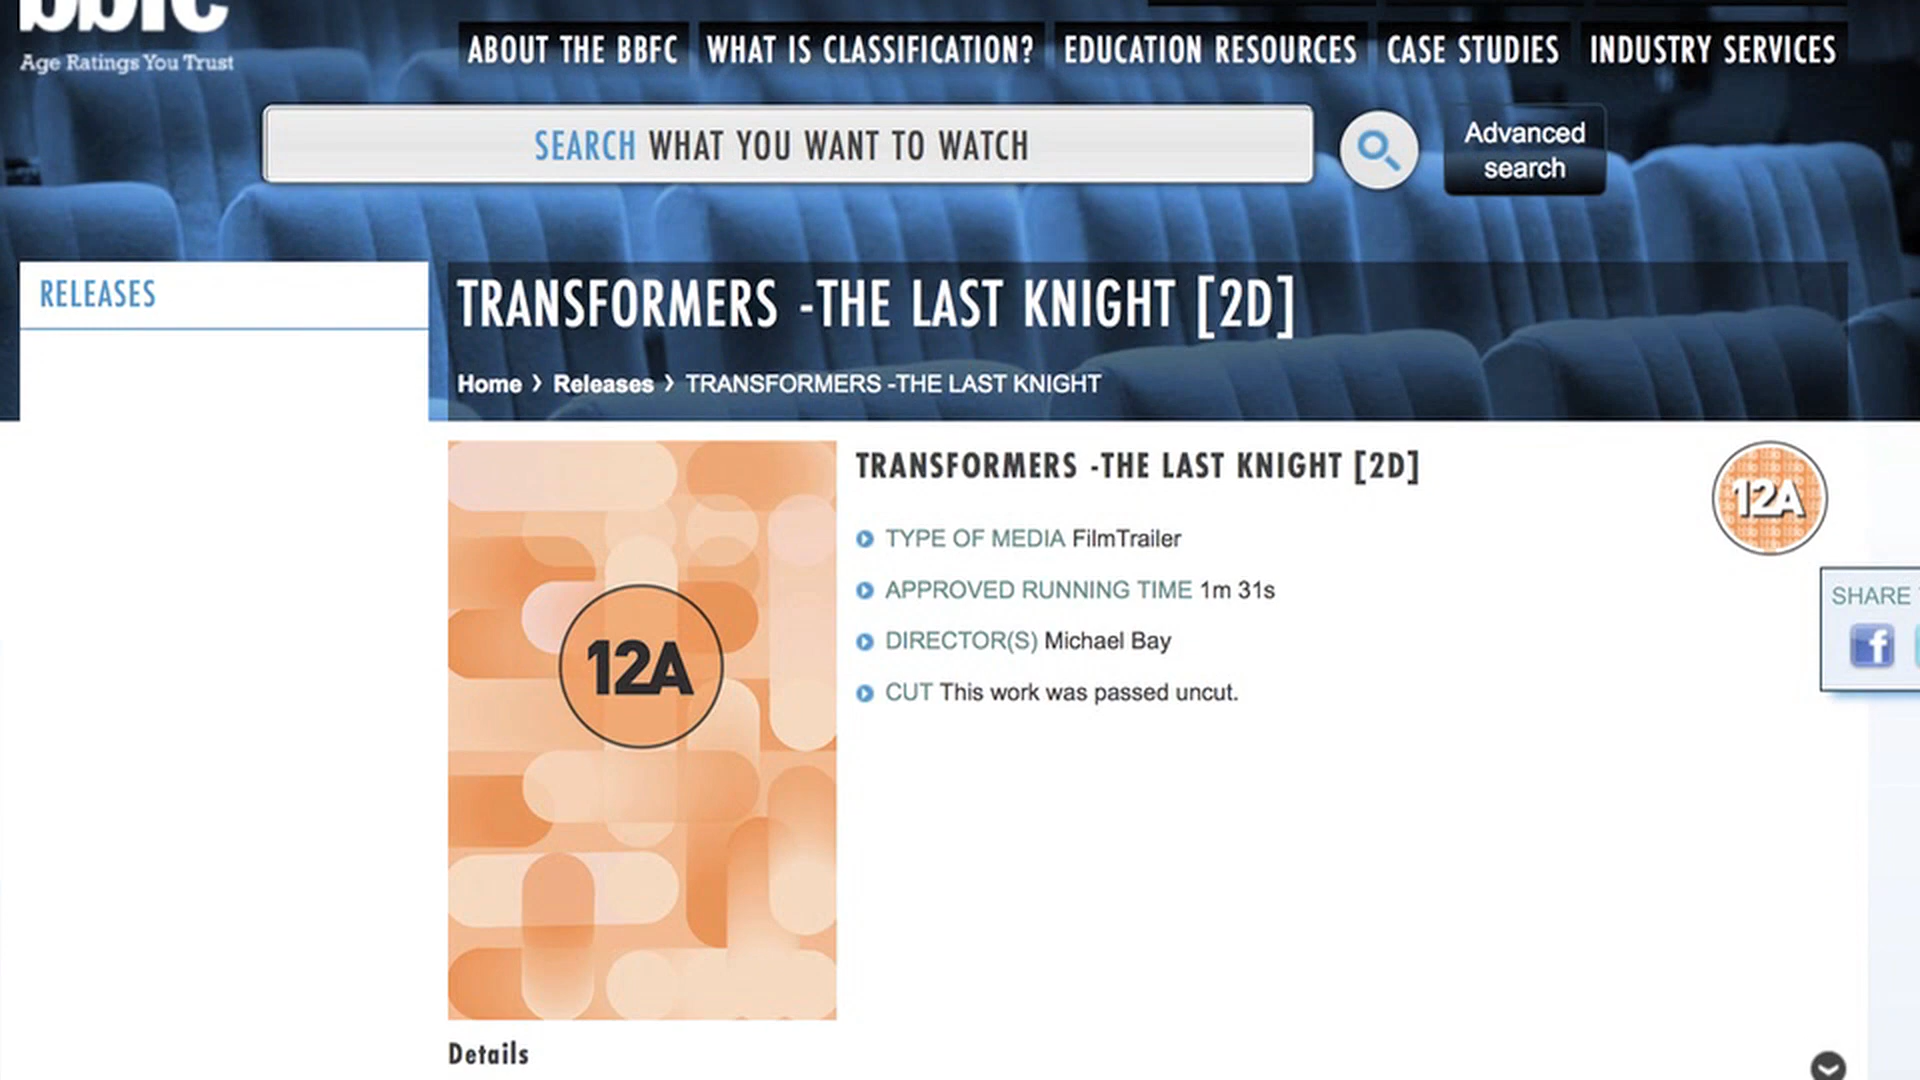 bbfc
Age Ratings You Trust
ABOUT THE BBFC WHAT IS CLASSIFICATION? EDUCATION RESOURCES CASE STUDIES INDUSTRY SERVICES
SEARCH WHAT YOU WANT TO WATCH
Advanced
search
RELEASES
TRANSFORMERS -THE LAST KNIGHT [2D]
Home › Releases › TRANSFORMERS -THE LAST KNIGHT
12A
TRANSFORMERS -THE LAST KNIGHT [2D]
12A
TYPE OF MEDIA FilmTrailer
APPROVED RUNNING TIME 1m 31s
DIRECTOR(S) Michael Bay
CUT This work was passed uncut.
SHARE
f
Details